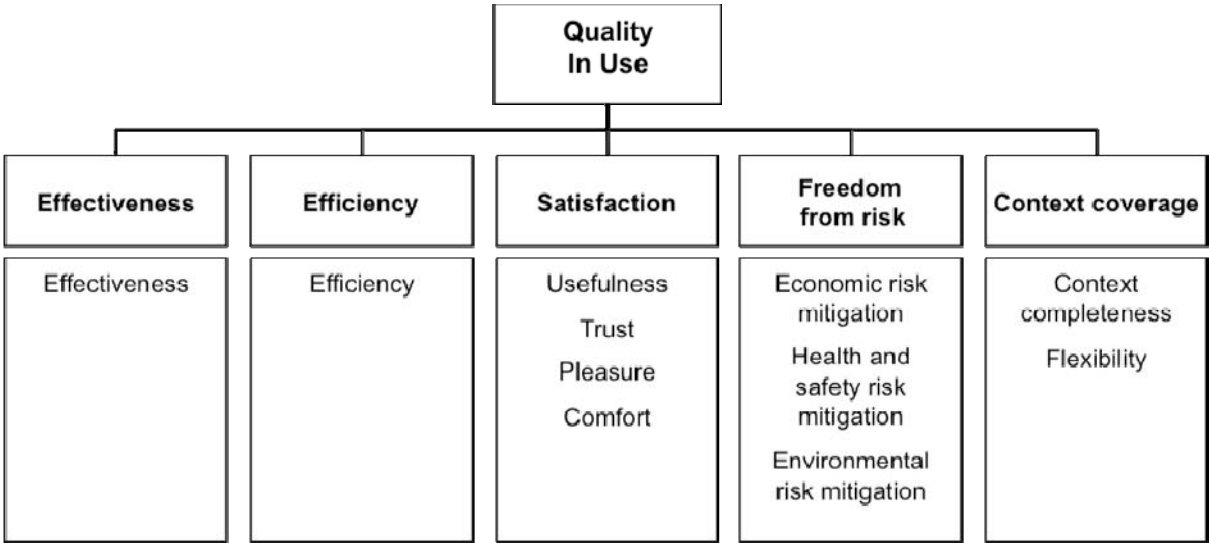 Quality
In Use
Effectiveness
Efficiency
Satisfaction
Freedom
from risk
Context coverage
Effectiveness
Efficiency
Usefulness
Trust
Pleasure
Comfort
Economic risk
mitigation
Health and
safety risk
mitigation
Environmental
risk mitigation
Context
completeness
Flexibility